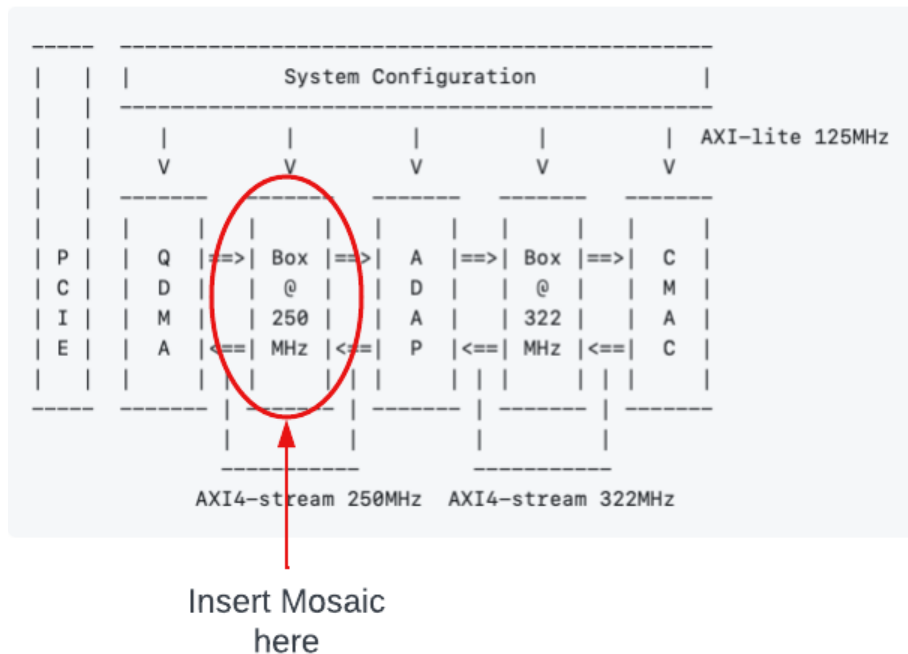 System Configuration
| | | | | AXI-lite 125MHz
V V V V V
P Q ==> Box ==> A ==> Box ==> C
C D @ D @ M
I M 250 A 322 A
E A <== MHz <== P <== MHz <== C
AXI4-stream 250MHz AXI4-stream 322MHz
Insert Mosaic
here